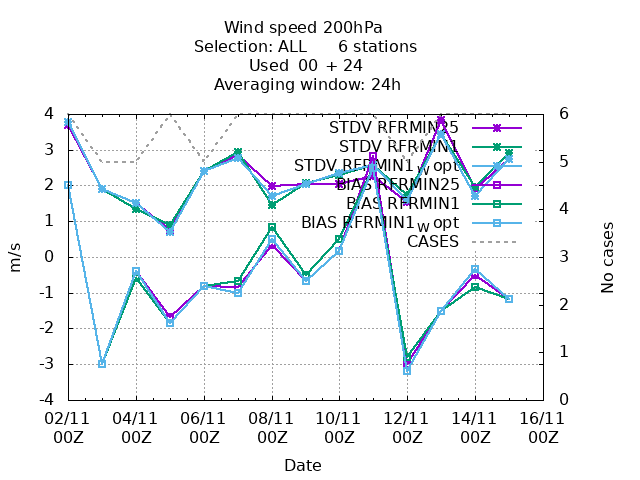 Wind speed 200hPa
Selection: ALL 6 stations
Used 00 + 24
Averaging window: 24h
4
3
2
1
0
-1
-2
-3
-4
m/s
6
5
4
3
2
1
0
No cases
STDV RFRMIN25
STDV RFRMIN1
STDV RFRMIN1_w opt
BIAS RFRMIN25
BIAS RFRMIN1
BIAS RFRMIN1_w opt
CASES
02/11 04/11 06/11 08/11 10/11 12/11 14/11 16/11
00Z 00Z 00Z 00Z 00Z 00Z 00Z 00Z
Date